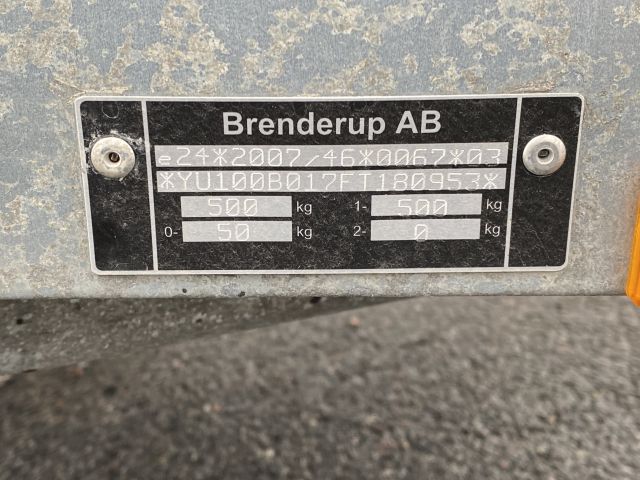 Brenderup AB
e24*2007/46*0067*03
*YU100B017FT180953*
500 kg 1- 500 kg
0- 50 kg 2- 0 kg